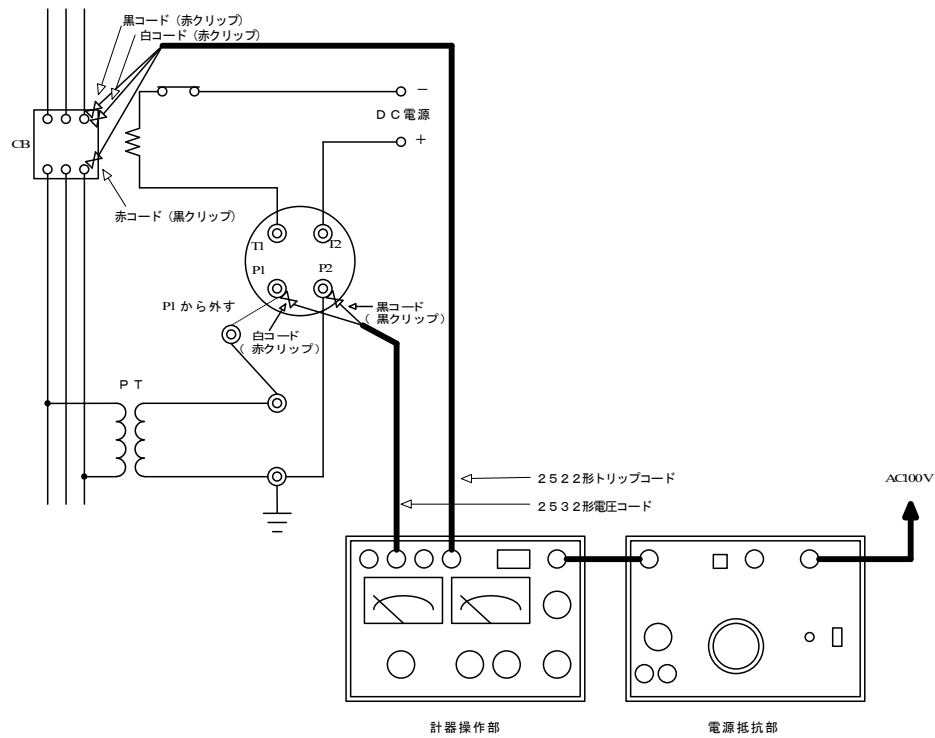 黒コード（赤クリップ）
白コード（赤クリップ）
−
ＤＣ電源
+
CB
赤コード（黒クリップ）
T1
T2
P1
P2
P1 から外す
黒コード
（ 黒クリップ）
白コード
（ 赤クリップ）
ＰＴ
２５２２形トリップコード
２５３２形電圧コード
AC100V
計器操作部
電源抵抗部